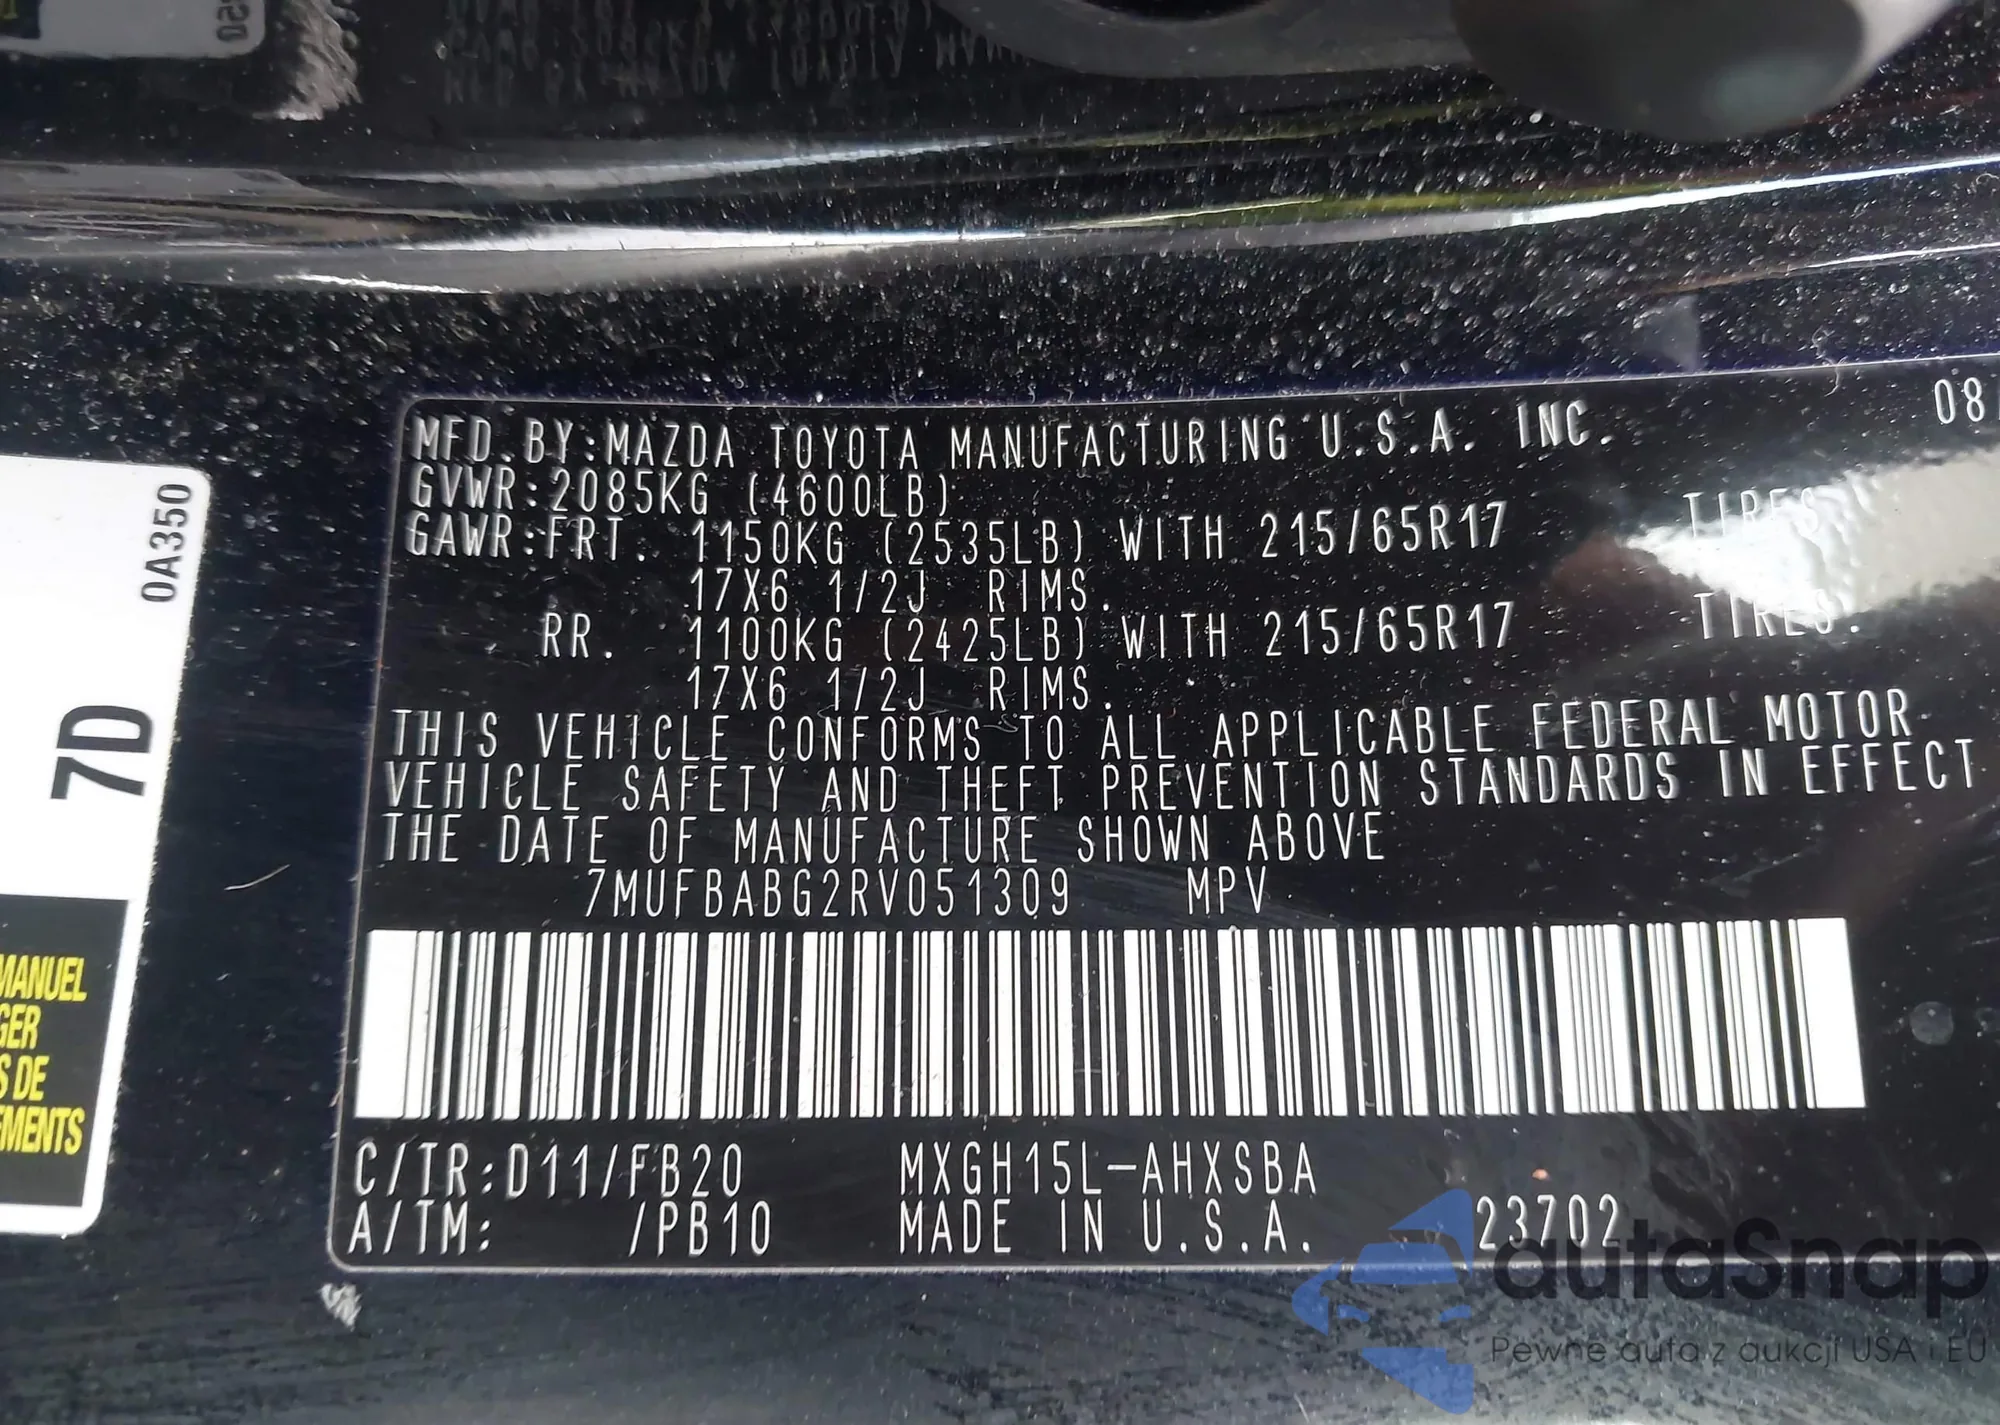 MFD.BY:MAZDA TOYOTA MANUFACTURING U.S.A. INC. 08/
GVWR:2085KG (4600LB)
GAWR:FRT. 1150KG (2535LB) WITH 215/65R17 TIRES
17X6 1/2J RIMS.
RR. 1100KG (2425LB) WITH 215/65R17 TIRES.
17X6 1/2J RIMS.
THIS VEHICLE CONFORMS TO ALL APPLICABLE FEDERAL MOTOR
VEHICLE SAFETY AND THEFT PREVENTION STANDARDS IN EFFECT
THE DATE OF MANUFACTURE SHOWN ABOVE
7MUFBABG2RV051309 MPV
C/TR:D11/FB20 MXGH15L-AHXSBA
A/TM: /PB10 MADE IN U.S.A. 23702
0A350
7D
MANUEL
GER
S DE
EMENTS
autaSnap
Pewne auta z aukcji USA i EU